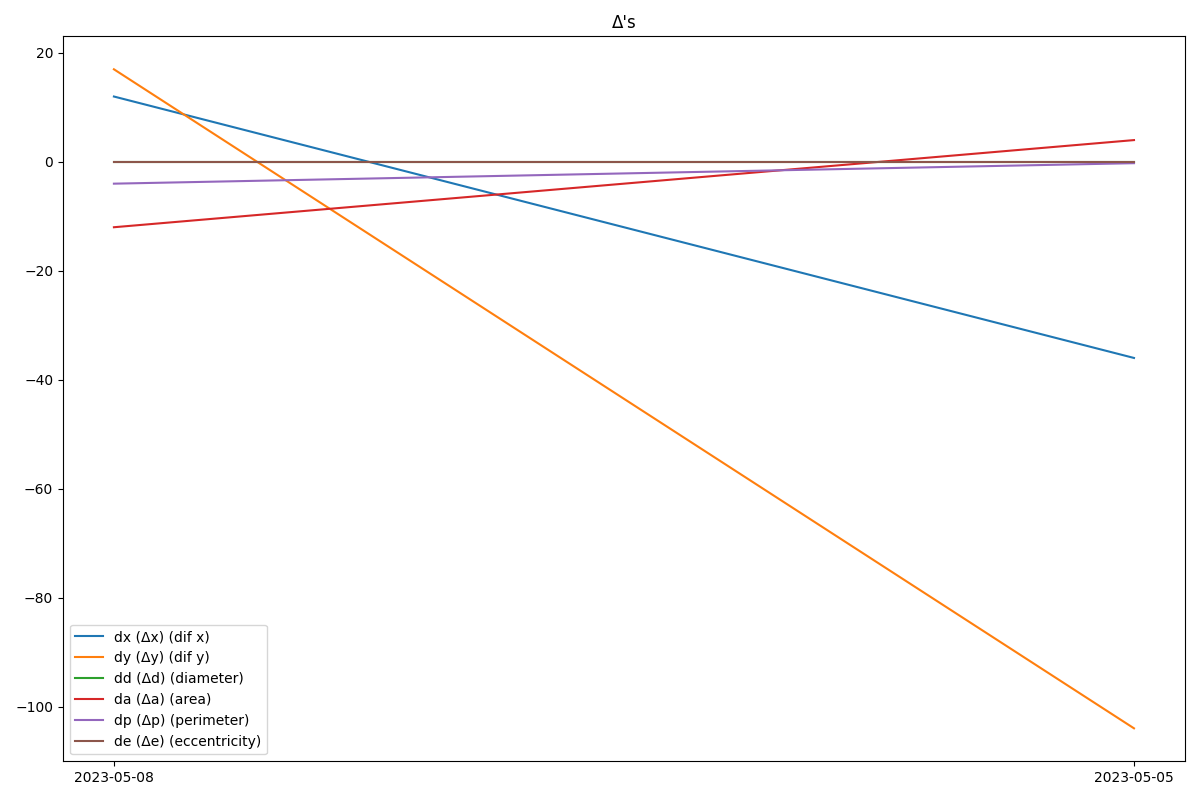 Δ's
20
0
−20
−40
−60
−80
−100
dx (Δx) (dif x)
dy (Δy) (dif y)
dd (Δd) (diameter)
da (Δa) (area)
dp (Δp) (perimeter)
de (Δe) (eccentricity)
2023-05-08 2023-05-05